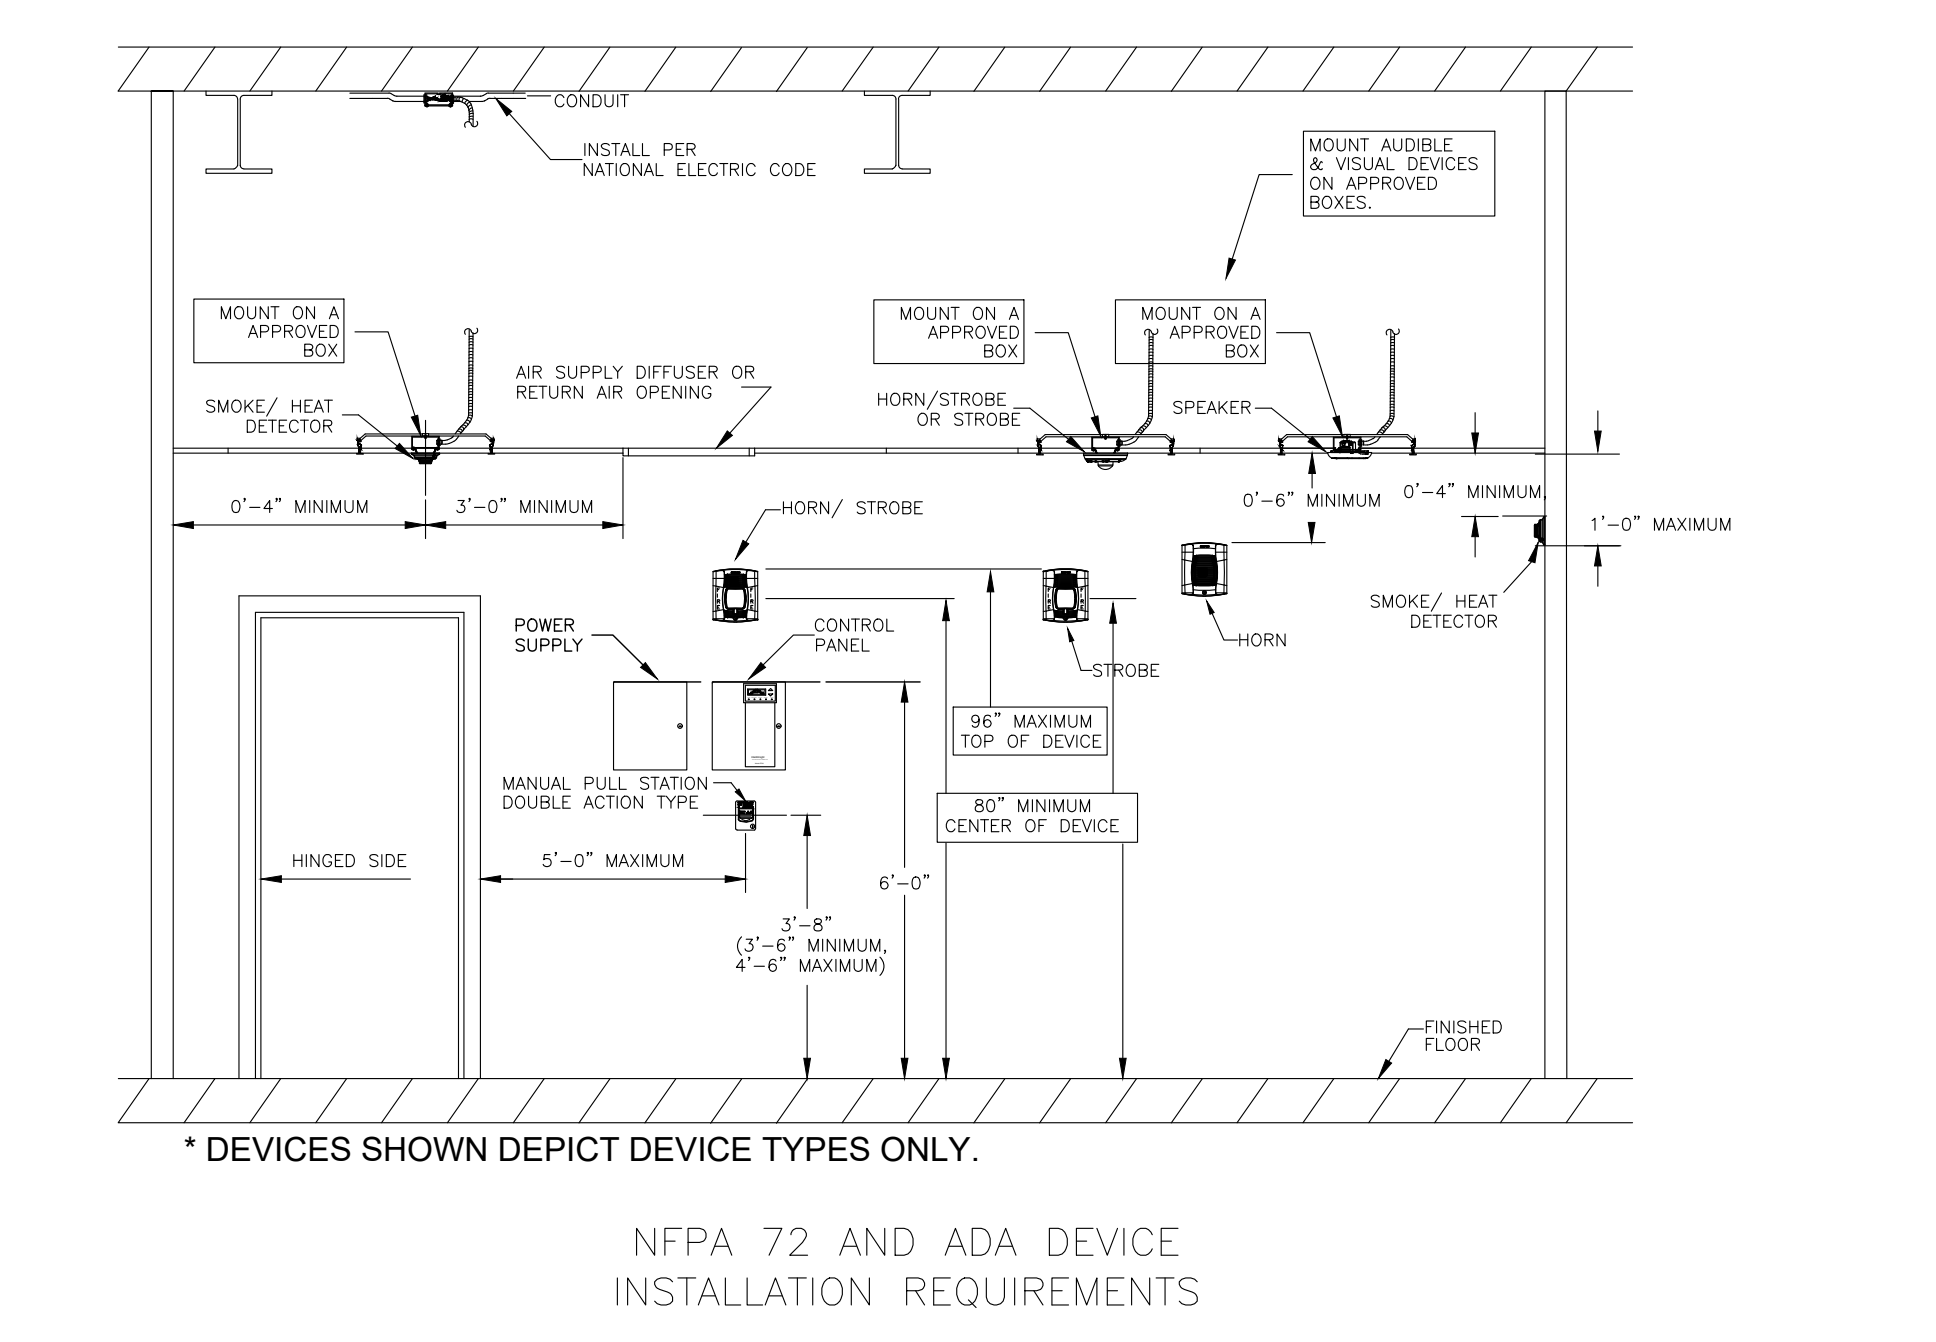 CONDUIT
INSTALL PER
NATIONAL ELECTRIC CODE
MOUNT AUDIBLE
& VISUAL DEVICES
ON APPROVED
BOXES.
MOUNT ON A
APPROVED
BOX
MOUNT ON A
APPROVED
BOX
MOUNT ON A
APPROVED
BOX
AIR SUPPLY DIFFUSER OR
RETURN AIR OPENING
SMOKE/ HEAT
DETECTOR
HORN/STROBE
OR STROBE
SPEAKER
0'-4" MINIMUM
3'-0" MINIMUM
HORN/ STROBE
0'-6" MINIMUM
0'-4" MINIMUM,
1'-0" MAXIMUM
SMOKE/ HEAT
DETECTOR
FIRE
FIRE
FIRE
FIRE
HORN
STROBE
POWER
SUPPLY
CONTROL
PANEL
96" MAXIMUM
TOP OF DEVICE
MANUAL PULL STATION
DOUBLE ACTION TYPE
80" MINIMUM
CENTER OF DEVICE
HINGED SIDE
5'-0" MAXIMUM
6'-0"
3'-8"
(3'-6" MINIMUM,
4'-6" MAXIMUM)
FINISHED
FLOOR
* DEVICES SHOWN DEPICT DEVICE TYPES ONLY.
NFPA 72 AND ADA DEVICE
INSTALLATION REQUIREMENTS